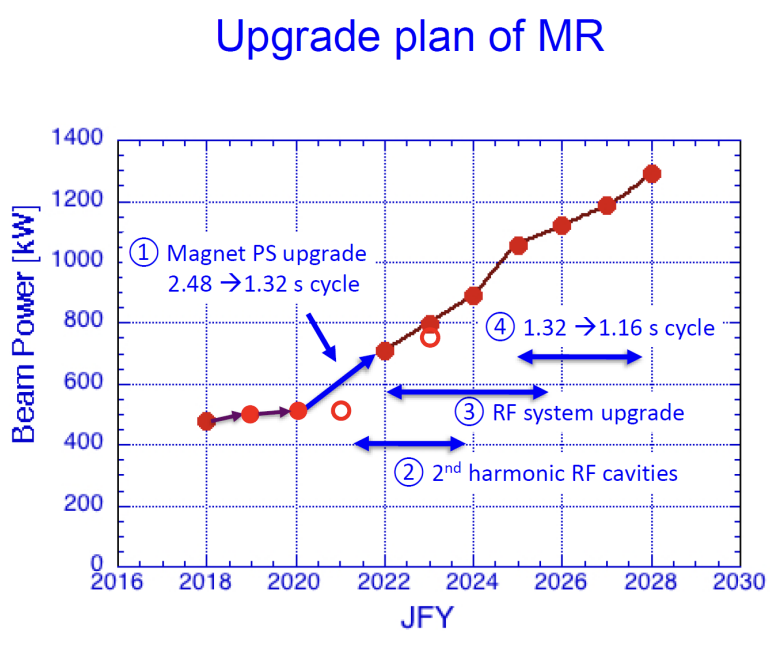 Upgrade plan of MR
1400
1200
1000
800
600
400
200
0
Beam Power [kW]
① Magnet PS upgrade
2.48 →1.32 s cycle
④ 1.32 →1.16 s cycle
③ RF system upgrade
② 2nd harmonic RF cavities
2016 2018 2020 2022 2024 2026 2028 2030
JFY